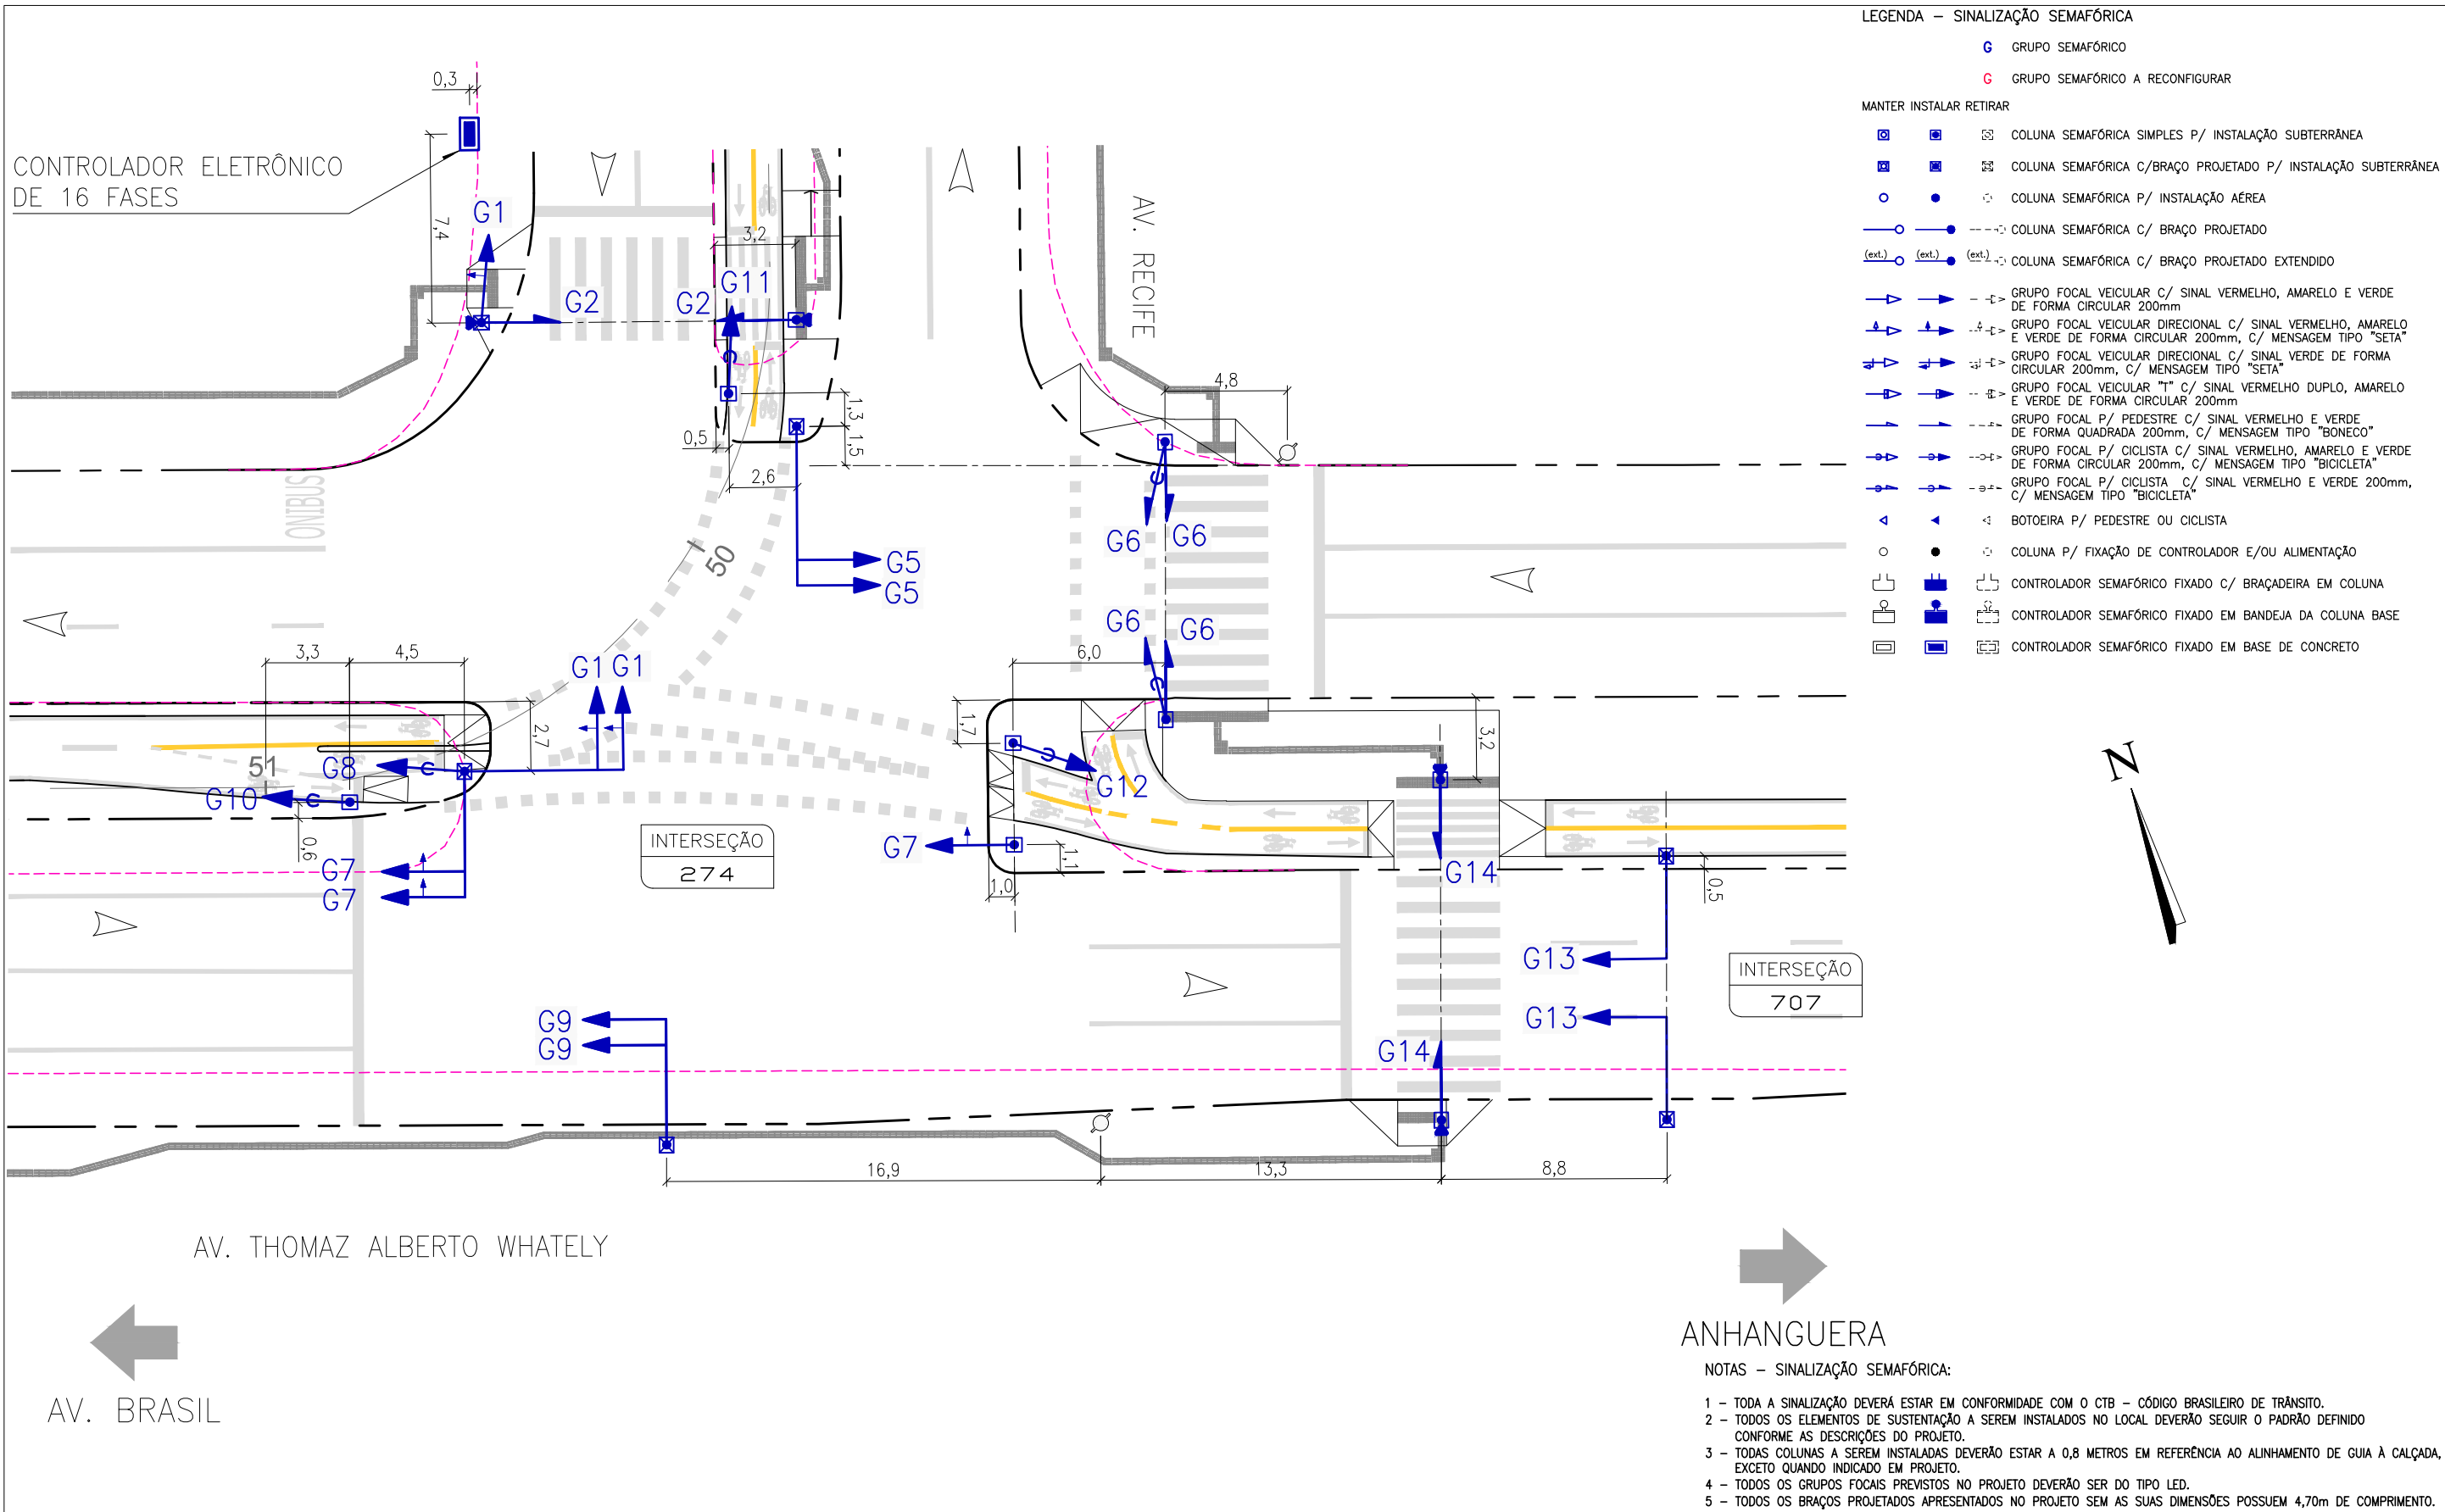 LEGENDA – SINALIZAÇÃO SEMAFÓRICA
G GRUPO SEMAFÓRICO
G GRUPO SEMAFÓRICO A RECONFIGURAR
MANTER INSTALAR RETIRAR
COLUNA SEMAFÓRICA SIMPLES P/ INSTALAÇÃO SUBTERRÂNEA
COLUNA SEMAFÓRICA C/BRAÇO PROJETADO P/ INSTALAÇÃO SUBTERRÂNEA
COLUNA SEMAFÓRICA P/ INSTALAÇÃO AÉREA
COLUNA SEMAFÓRICA C/ BRAÇO PROJETADO
(ext.) (ext.) (ext.) COLUNA SEMAFÓRICA C/ BRAÇO PROJETADO EXTENDIDO
GRUPO FOCAL VEICULAR C/ SINAL VERMELHO, AMARELO E VERDE
DE FORMA CIRCULAR 200mm
GRUPO FOCAL VEICULAR DIRECIONAL C/ SINAL VERMELHO, AMARELO
E VERDE DE FORMA CIRCULAR 200mm, C/ MENSAGEM TIPO "SETA"
GRUPO FOCAL VEICULAR DIRECIONAL C/ SINAL VERDE DE FORMA
CIRCULAR 200mm, C/ MENSAGEM TIPO "SETA"
GRUPO FOCAL VEICULAR "T" C/ SINAL VERMELHO DUPLO, AMARELO
E VERDE DE FORMA CIRCULAR 200mm
GRUPO FOCAL P/ PEDESTRE C/ SINAL VERMELHO E VERDE
DE FORMA QUADRADA 200mm, C/ MENSAGEM TIPO "BONECO"
GRUPO FOCAL P/ CICLISTA C/ SINAL VERMELHO, AMARELO E VERDE
DE FORMA CIRCULAR 200mm, C/ MENSAGEM TIPO "BICICLETA"
GRUPO FOCAL P/ CICLISTA C/ SINAL VERMELHO E VERDE 200mm,
C/ MENSAGEM TIPO "BICICLETA"
BOTOEIRA P/ PEDESTRE OU CICLISTA
COLUNA P/ FIXAÇÃO DE CONTROLADOR E/OU ALIMENTAÇÃO
CONTROLADOR SEMAFÓRICO FIXADO C/ BRAÇADEIRA EM COLUNA
CONTROLADOR SEMAFÓRICO FIXADO EM BANDEJA DA COLUNA BASE
CONTROLADOR SEMAFÓRICO FIXADO EM BASE DE CONCRETO
0,3
CONTROLADOR ELETRÔNICO
DE 16 FASES
7,4
G1
G2
G2
G11
3,2
AV. RECIFE
4,8
1,3
1,5
0,5
2,6
ONIBUS
50
G5
G5
G6
G6
G6
G6
3,3
4,5
G1
G1
6,0
2,7
1,7
3,2
51
G8
G10
G12
0,6
INTERSEÇÃO
274
G7
G7
G7
1,1
1,0
G14
0,5
N
G13
INTERSEÇÃO
707
G13
G9
G9
G14
16,9
13,3
8,8
AV. THOMAZ ALBERTO WHATELY
AV. BRASIL
ANHANGUERA
NOTAS – SINALIZAÇÃO SEMAFÓRICA:
1 – TODA A SINALIZAÇÃO DEVERÁ ESTAR EM CONFORMIDADE COM O CTB – CÓDIGO BRASILEIRO DE TRÂNSITO.
2 – TODOS OS ELEMENTOS DE SUSTENTAÇÃO A SEREM INSTALADOS NO LOCAL DEVERÃO SEGUIR O PADRÃO DEFINIDO
CONFORME AS DESCRIÇÕES DO PROJETO.
3 – TODAS COLUNAS A SEREM INSTALADAS DEVERÃO ESTAR A 0,8 METROS EM REFERÊNCIA AO ALINHAMENTO DE GUIA À CALÇADA,
EXCETO QUANDO INDICADO EM PROJETO.
4 – TODOS OS GRUPOS FOCAIS PREVISTOS NO PROJETO DEVERÃO SER DO TIPO LED.
5 – TODOS OS BRAÇOS PROJETADOS APRESENTADOS NO PROJETO SEM AS SUAS DIMENSÕES POSSUEM 4,70m DE COMPRIMENTO.